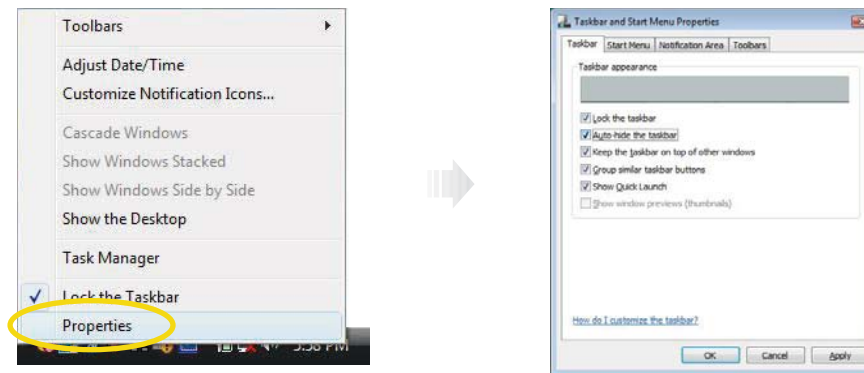 Toolbars
Adjust Date/Time
Customize Notification Icons...
Cascade Windows
Show Windows Stacked
Show Windows Side by Side
Show the Desktop
Task Manager
Lock the Taskbar
Properties
5:58 PM
Taskbar and Start Menu Properties
Taskbar Start Menu Notification Area Toolbars
Taskbar appearance
Lock the taskbar
Auto-hide the taskbar
Keep the taskbar on top of other windows
Group similar taskbar buttons
Show Quick Launch
Show window previews (thumbnails)
How do I customize the taskbar?
OK Cancel Apply